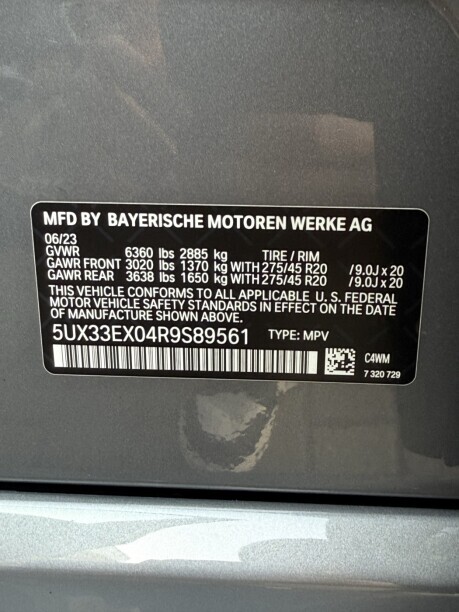 MFD BY BAYERISCHE MOTOREN WERKE AG
06/23
GVWR 6360 lbs 2885 kg TIRE / RIM
GAWR FRONT 3020 lbs 1370 kg WITH 275/45 R20 / 9.0J x 20
GAWR REAR 3638 lbs 1650 kg WITH 275/45 R20 / 9.0J x 20
THIS VEHICLE CONFORMS TO ALL APPLICABLE U. S. FEDERAL
MOTOR VEHICLE SAFETY STANDARDS IN EFFECT ON THE DATE
OF MANUFACTURE SHOWN ABOVE.
5UX33EX04R9S89561 TYPE: MPV
C4WM
7 320 729